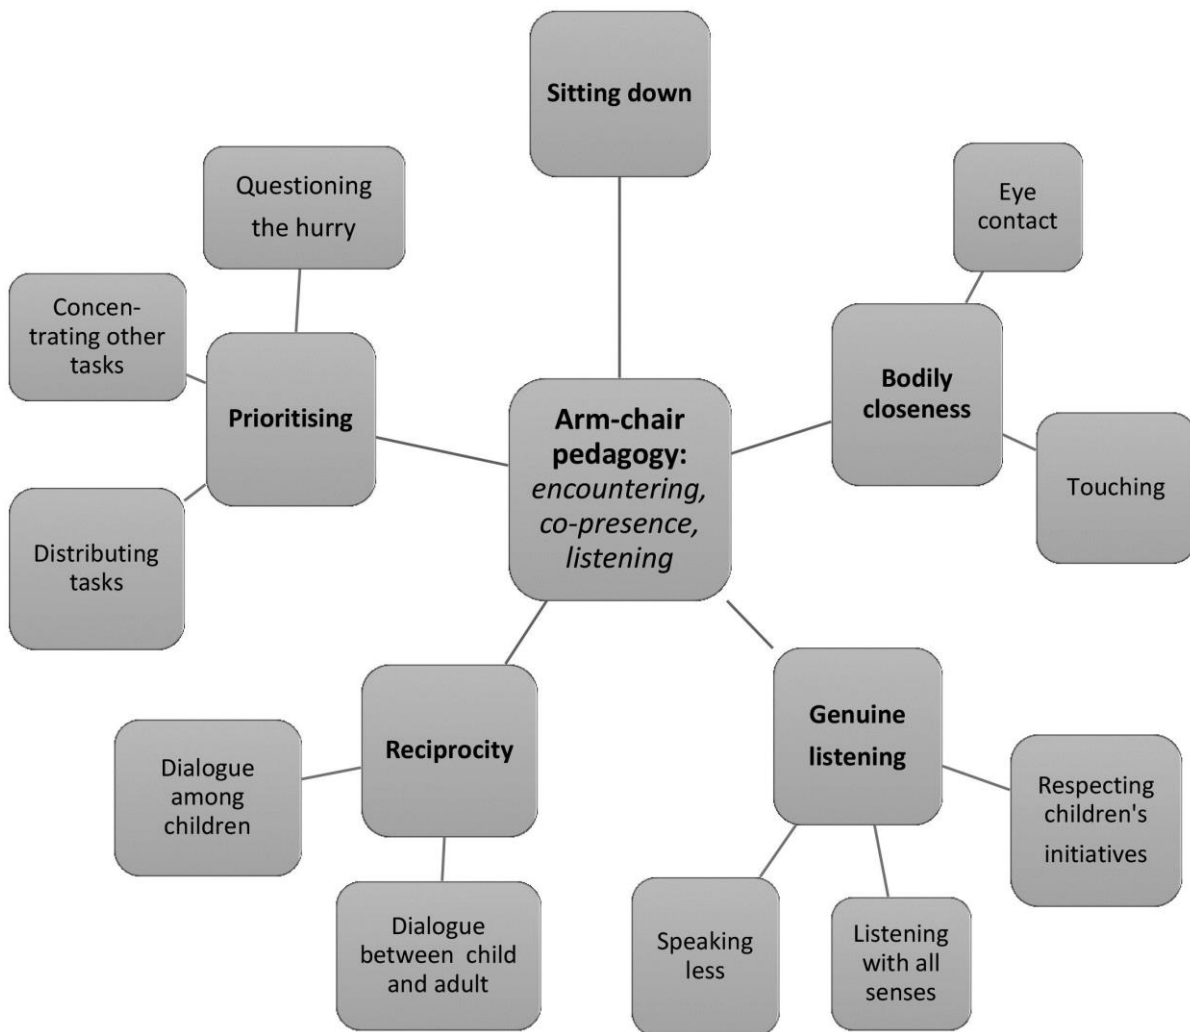 Sitting down
Questioning
the hurry
Eye
contact
Concen-
trating other
tasks
Prioritising
Bodily
closeness
Arm-chair
pedagogy:
encountering,
co-presence,
listening
Touching
Distributing
tasks
Reciprocity
Genuine
listening
Dialogue
among
children
Respecting
children's
initiatives
Dialogue
between child
and adult
Speaking
less
Listening
with all
senses